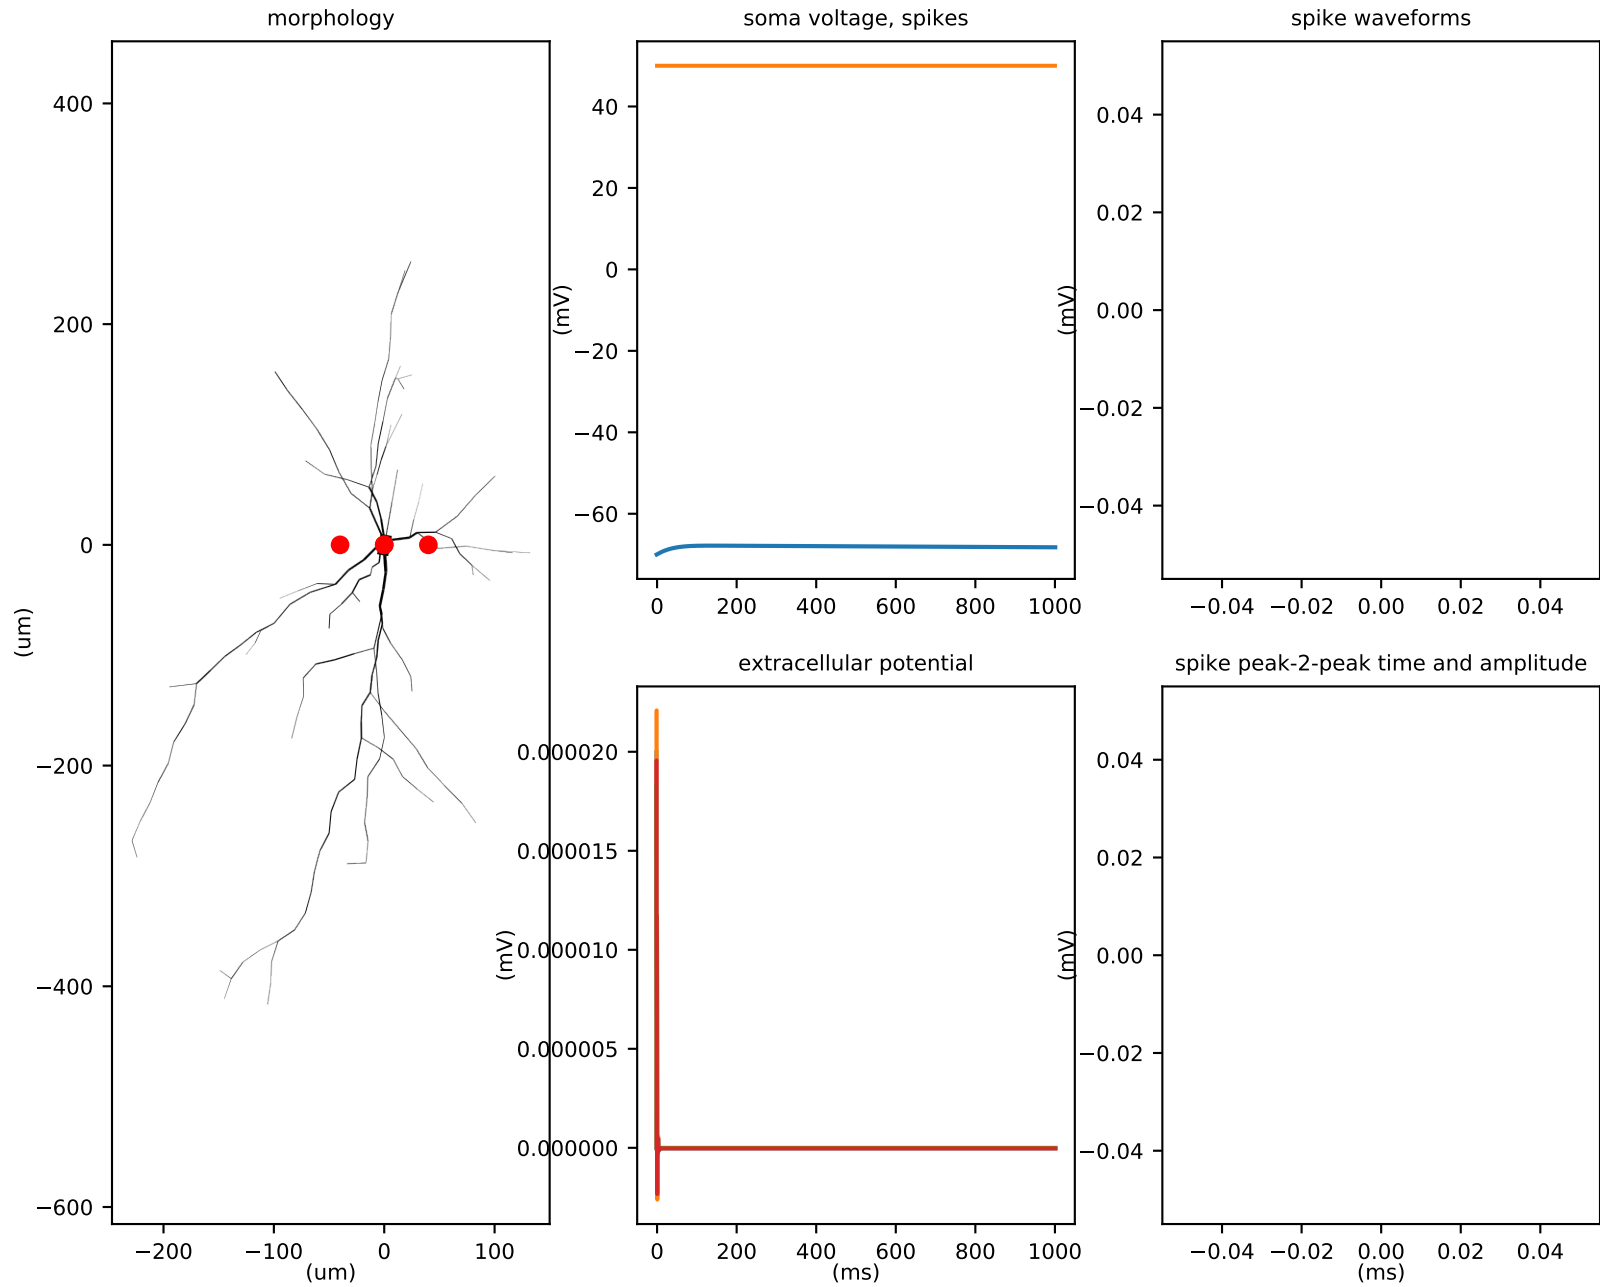 morphology
400
200
0
−200
−400
−600
(um)
−200 −100 0 100
(um)
soma voltage, spikes
40
20
0
−20
−40
−60
(mV)
0 200 400 600 800 1000
spike waveforms
0.04
0.02
0.00
−0.02
−0.04
(mV)
−0.04 −0.02 0.00 0.02 0.04
extracellular potential
0.000020
0.000015
0.000010
0.000005
0.000000
(mV)
0 200 400 600 800 1000
(ms)
spike peak-2-peak time and amplitude
0.04
0.02
0.00
−0.02
−0.04
(mV)
−0.04 −0.02 0.00 0.02 0.04
(ms)